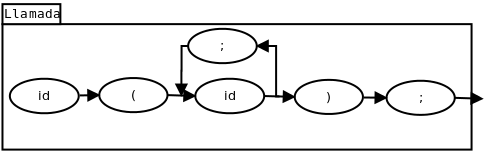 Llamada
;
id ( id ) ;